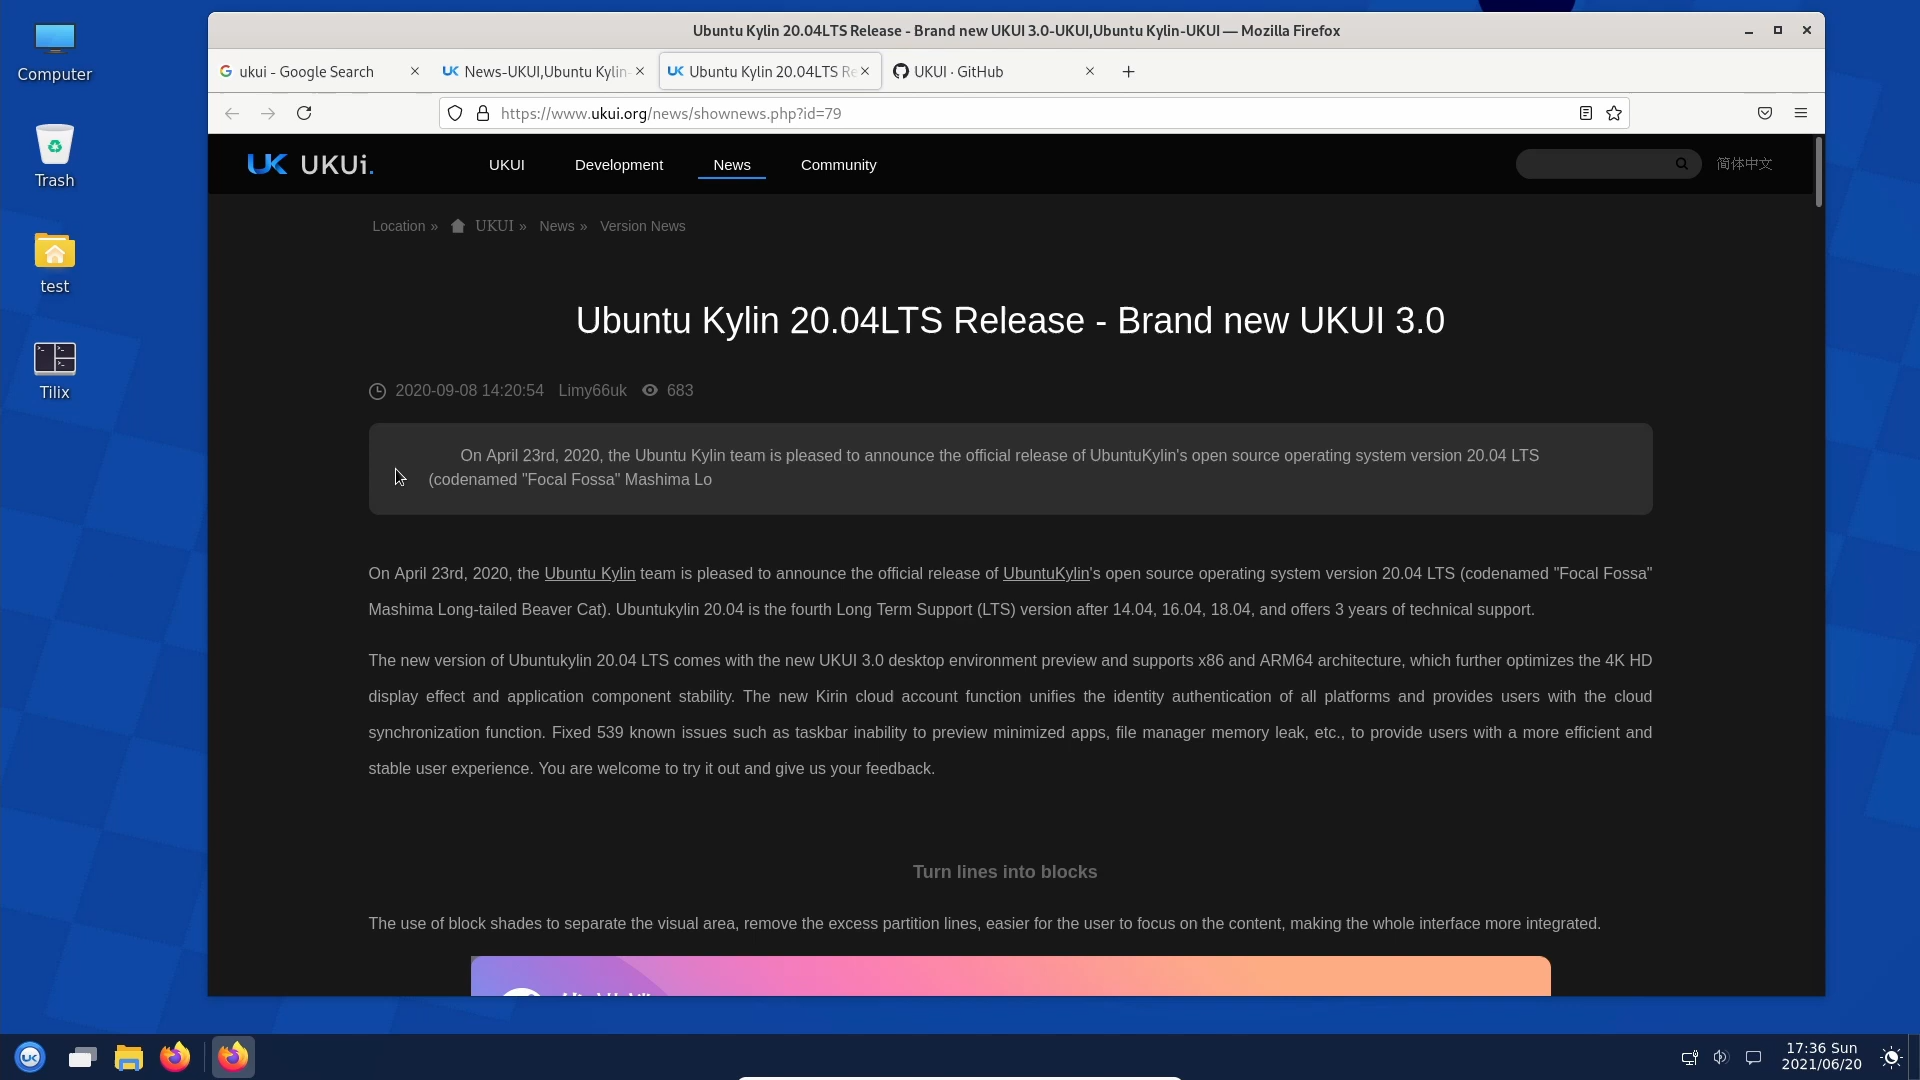 Computer
Trash
test
Tilix
Ubuntu Kylin 20.04LTS Release - Brand new UKUI 3.0-UKUI,Ubuntu Kylin-UKUI — Mozilla Firefox
ukui - Google Search
News-UKUI,Ubuntu Kylin-
Ubuntu Kylin 20.04LTS Re
UKUI · GitHub
https://www.ukui.org/news/shownews.php?id=79
UK UKUi.
UKUI
Development
News
Community
简体中文
Location » UKUI » News » Version News
Ubuntu Kylin 20.04LTS Release - Brand new UKUI 3.0
2020-09-08 14:20:54 Limy66uk 683
On April 23rd, 2020, the Ubuntu Kylin team is pleased to announce the official release of UbuntuKylin's open source operating system version 20.04 LTS
(codenamed "Focal Fossa" Mashima Lo
On April 23rd, 2020, the Ubuntu Kylin team is pleased to announce the official release of UbuntuKylin's open source operating system version 20.04 LTS (codenamed "Focal Fossa"
Mashima Long-tailed Beaver Cat). Ubuntukylin 20.04 is the fourth Long Term Support (LTS) version after 14.04, 16.04, 18.04, and offers 3 years of technical support.
The new version of Ubuntukylin 20.04 LTS comes with the new UKUI 3.0 desktop environment preview and supports x86 and ARM64 architecture, which further optimizes the 4K HD
display effect and application component stability. The new Kirin cloud account function unifies the identity authentication of all platforms and provides users with the cloud
synchronization function. Fixed 539 known issues such as taskbar inability to preview minimized apps, file manager memory leak, etc., to provide users with a more efficient and
stable user experience. You are welcome to try it out and give us your feedback.
Turn lines into blocks
The use of block shades to separate the visual area, remove the excess partition lines, easier for the user to focus on the content, making the whole interface more integrated.
UK
17:36 Sun
2021/06/20